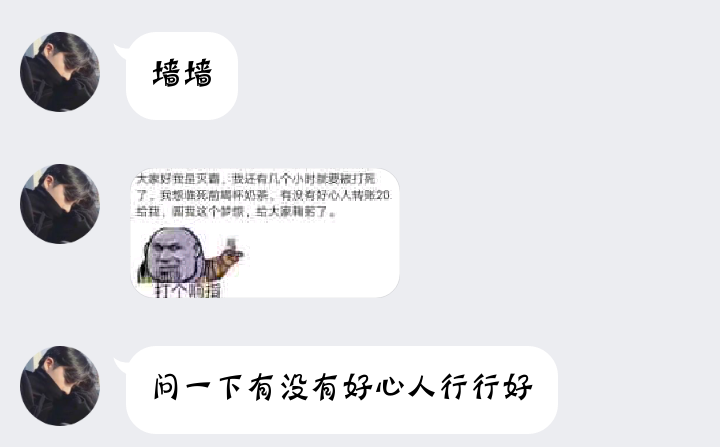 墙墙
大家好我是灭霸，我还有几个小时就要被打死
了。我想临死前喝杯奶茶。有没有好心人转账20
给我，圆我这个梦想，给大家鞠躬了。
打个响指
问一下有没有好心人行行好